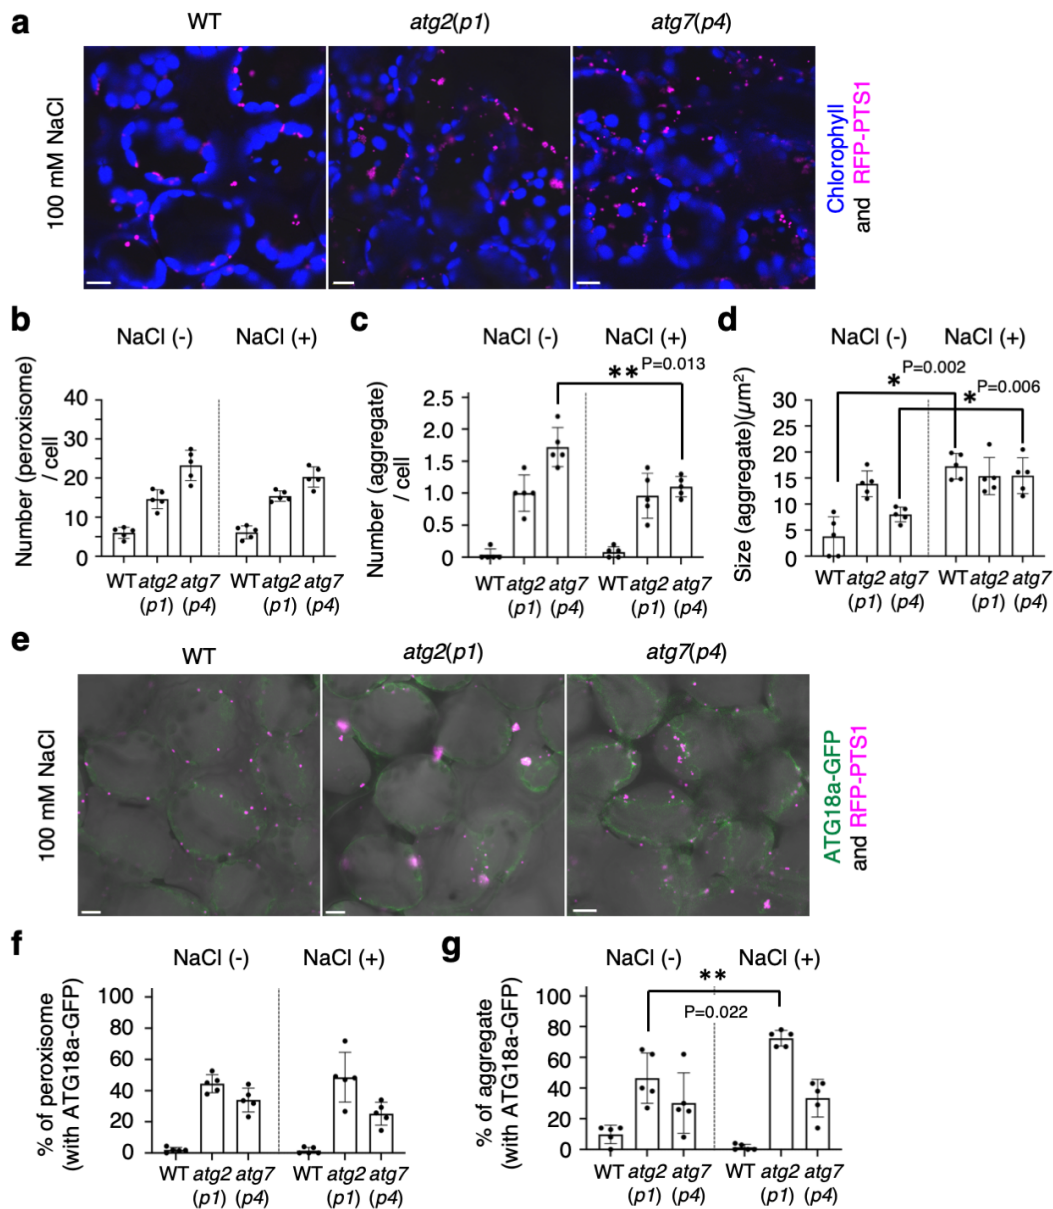 a
WT
atg2(p1)
atg7(p4)
100 mM NaCl
Chlorophyll
and RFP-PTS1
b
NaCl (-)
NaCl (+)
Number (peroxisome)
/ cell
40
30
20
10
0
WT atg2 atg7
(p1) (p4)
WT atg2 atg7
(p1) (p4)
c
NaCl (-)
NaCl (+)
** P=0.013
Number (aggregate)
/ cell
2.5
2.0
1.5
1.0
0.5
0
WT atg2 atg7
(p1) (p4)
WT atg2 atg7
(p1) (p4)
d
NaCl (-)
NaCl (+)
* P=0.002
* P=0.006
Size (aggregate)(µm²)
30
25
20
15
10
5
0
WT atg2 atg7
(p1) (p4)
WT atg2 atg7
(p1) (p4)
e
WT
atg2(p1)
atg7(p4)
100 mM NaCl
ATG18a-GFP
and RFP-PTS1
f
NaCl (-)
NaCl (+)
% of peroxisome
(with ATG18a-GFP)
100
80
60
40
20
0
WT atg2 atg7
(p1) (p4)
WT atg2 atg7
(p1) (p4)
g
NaCl (-)
NaCl (+)
**
P=0.022
% of aggregate
(with ATG18a-GFP)
100
80
60
40
20
0
WT atg2 atg7
(p1) (p4)
WT atg2 atg7
(p1) (p4)